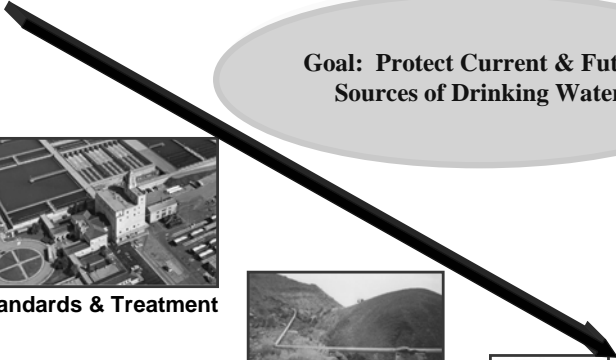 Goal: Protect Current & Fut
Sources of Drinking Water
andards & Treatment